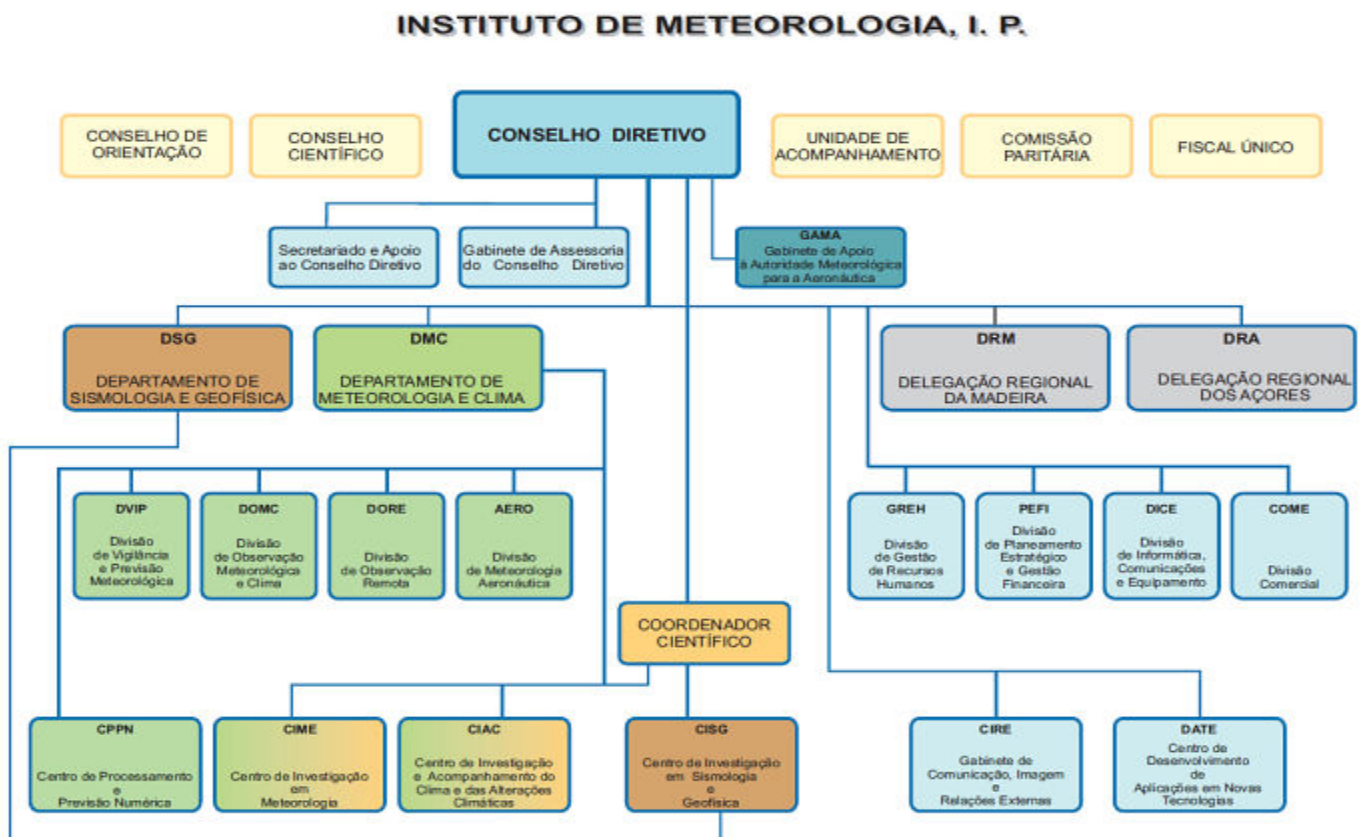 INSTITUTO DE METEOROLOGIA, I. P.
CONSELHO DE
ORIENTAÇÃO
CONSELHO
CIENTÍFICO
CONSELHO DIRETIVO
UNIDADE DE
ACOMPANHAMENTO
COMISSÃO
PARITÁRIA
FISCAL ÚNICO
Secretariado e Apoio
ao Conselho Diretivo
Gabinete de Assessoria
do Conselho Diretivo
GAMA
Gabinete de Apoio
à Autoridade Meteorológica
para a Aeronáutica
DSG
DEPARTAMENTO DE
SISMOLOGIA E GEOFÍSICA
DMC
DEPARTAMENTO DE
METEOROLOGIA E CLIMA
DRM
DELEGAÇÃO REGIONAL
DA MADEIRA
DRA
DELEGAÇÃO REGIONAL
DOS AÇORES
DVIP
Divisão
de Vigilância
e Previsão
Meteorológica
DOMC
Divisão
de Observação
Meteorológica
e Clima
DORE
Divisão
de Observação
Remota
AERO
Divisão
de Meteorologia
Aeronáutica
GREH
Divisão
de Gestão
de Recursos
Humanos
PEFI
Divisão
de Planeamento
Estratégico
e Gestão
Financeira
DICE
Divisão
de Informática,
Comunicações
e Equipamento
COME
Divisão
Comercial
COORDENADOR
CIENTÍFICO
CPPN
Centro de Processamento
e
Previsão Numérica
CIME
Centro de Investigação
em
Meteorologia
CIAC
Centro de Investigação
e Acompanhamento do
Clima e das Alterações
Climáticas
CISG
Centro de Investigação
em Sismologia
e
Geofísica
CIRE
Gabinete de
Comunicação, Imagem
e
Relações Externas
DATE
Centro de
Desenvolvimento
de
Aplicações em Novas
Tecnologias